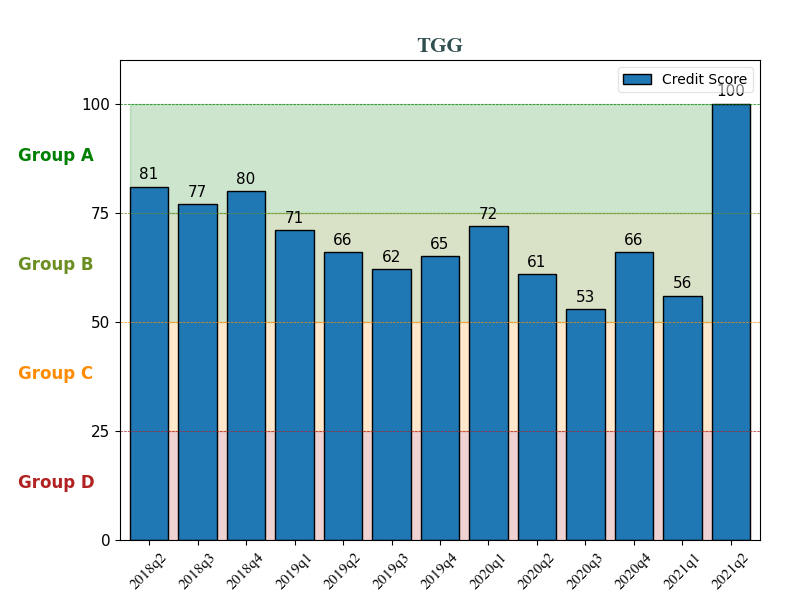 TGG
Credit Score
100
100
Group A
81
77
80
75
71
72
66
62
65
61
53
66
56
Group B
50
Group C
25
Group D
0
2018q2
2018q3
2018q4
2019q1
2019q2
2019q3
2019q4
2020q1
2020q2
2020q3
2020q4
2021q1
2021q2